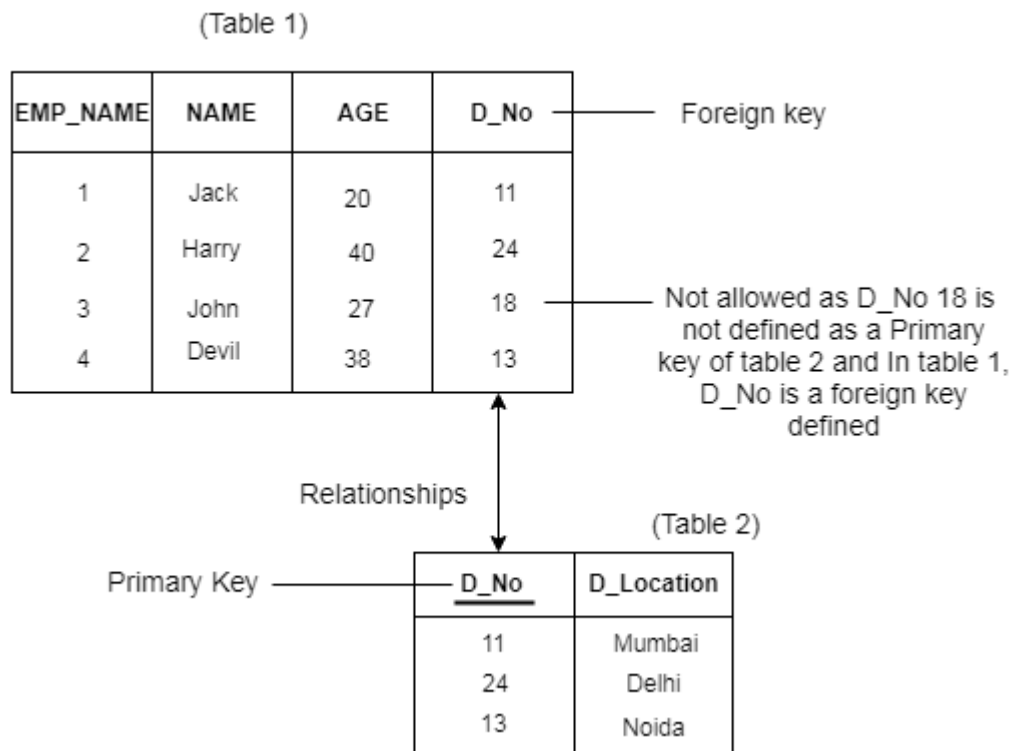 (Table 1)
EMP_NAME NAME AGE D_No Foreign key
1 Jack 20 11
2 Harry 40 24
3 John 27 18
4 Devil 38 13
Not allowed as D_No 18 is
not defined as a Primary
key of table 2 and In table 1,
D_No is a foreign key
defined
Relationships
(Table 2)
Primary Key D_No D_Location
11 Mumbai
24 Delhi
13 Noida